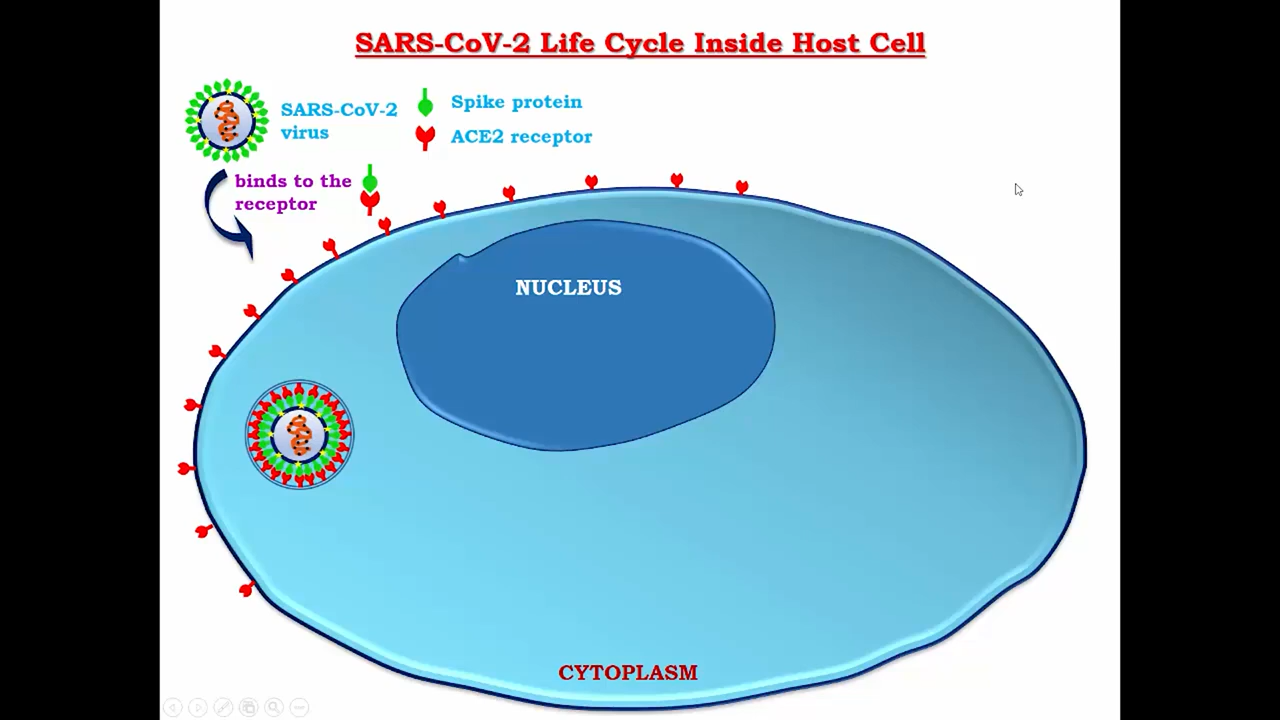 SARS-CoV-2 Life Cycle Inside Host Cell
SARS-CoV-2
virus
Spike protein
ACE2 receptor
binds to the
receptor
NUCLEUS
CYTOPLASM